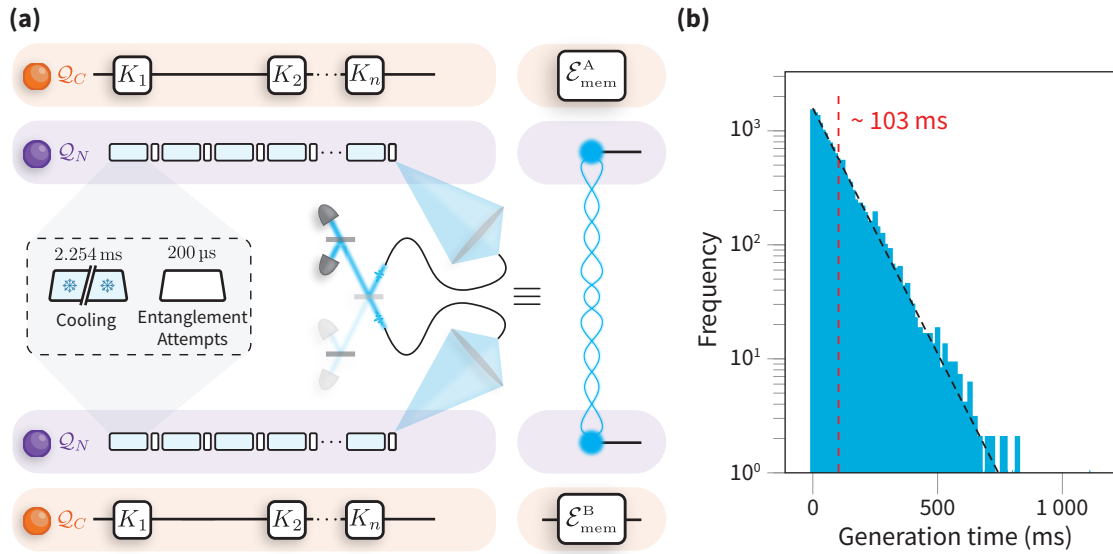 (a)
𝒬_C K_1 K_2 ··· K_n ℰ^A_mem
𝒬_N ···
2.254 ms 200 µs
Cooling Entanglement
Attempts
≡
𝒬_N ···
𝒬_C K_1 K_2 ··· K_n ℰ^B_mem
(b)
~ 103 ms
Frequency
10^3
10^2
10^1
10^0
0 500 1 000
Generation time (ms)